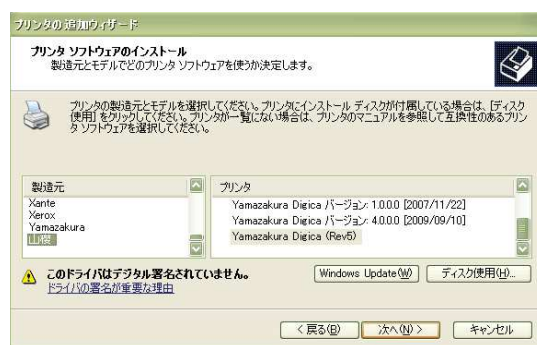 プリンタの追加ウィザード
プリンタ ソフトウェアのインストール
製造元とモデルでどのプリンタ ソフトウェアを使うか決定します。
プリンタの製造元とモデルを選択してください。プリンタにインストール ディスクが付属している場合は、[ディスク
使用] をクリックしてください。プリンタが一覧にない場合は、プリンタのマニュアルを参照して互換性のあるプリン
タ ソフトウェアを選択してください。
製造元
Xante
Xerox
Yamazakura
山櫻
プリンタ
Yamazakura Digica バージョン: 1.0.0.0 [2007/11/22]
Yamazakura Digica バージョン: 4.0.0.0 [2009/09/10]
Yamazakura Digica (Rev5)
このドライバはデジタル署名されていません。
ドライバの署名が重要な理由
Windows Update(W)
ディスク使用(H)...
< 戻る(B)
次へ(N) >
キャンセル